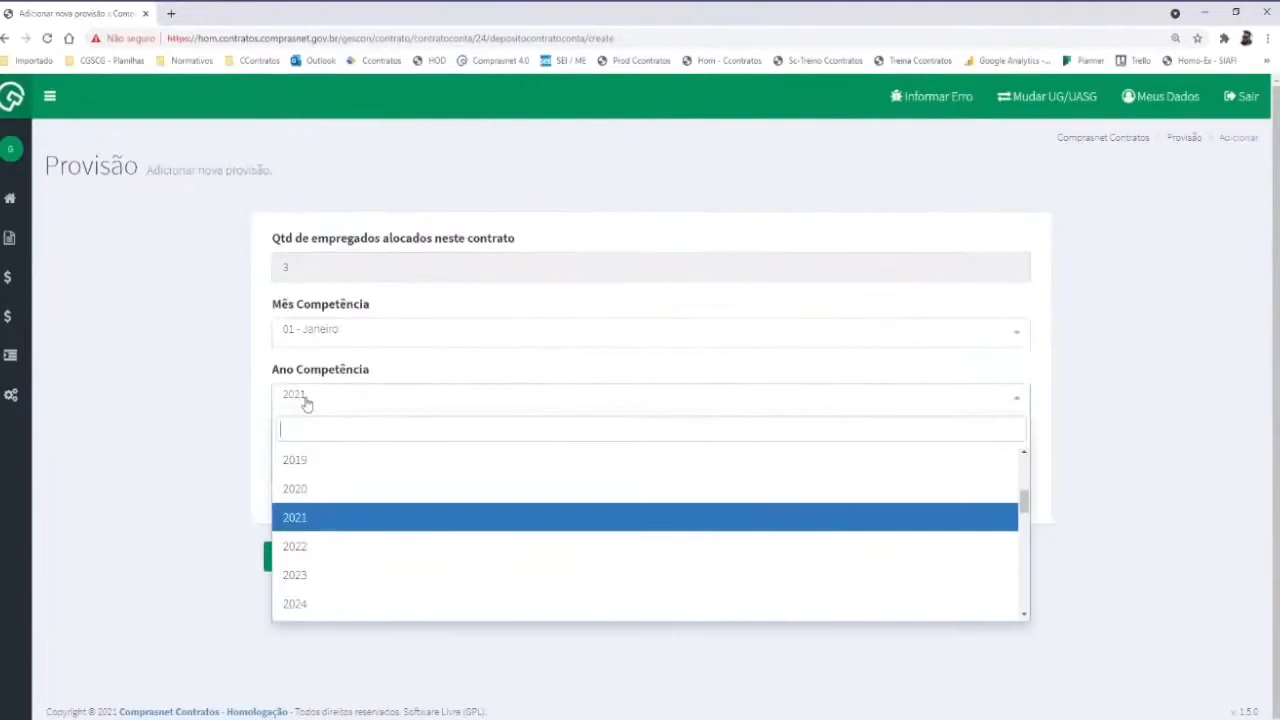 Adicionar nova provisão :: Comp
Não seguro https://hom.contratos.comprasnet.gov.br/gescon/contrato/contratoconta/24/depositocontratoconta/create
Importado CGSCG - Planilhas Normativos CContratos Outlook Ccontratos HOD Comprasnet 4.0 SEI / ME Prod Ccontratos Hom - Ccontratos Sc-Treino Ccontratos Treina Ccontratos Google Analytics -... Planner Trello Homo-Ex - SIAFI »
Informar Erro Mudar UG/UASG Meus Dados Sair
G
Comprasnet Contratos Provisão > Adicionar
Provisão Adicionar nova provisão.
Qtd de empregados alocados neste contrato
3
Mês Competência
01 - Janeiro
Ano Competência
2021
2019
2020
2021
2022
2023
2024
Copyright © 2021 Comprasnet Contratos - Homologação - Todos direitos reservados. Software Livre (GPL).
v. 1.5.0